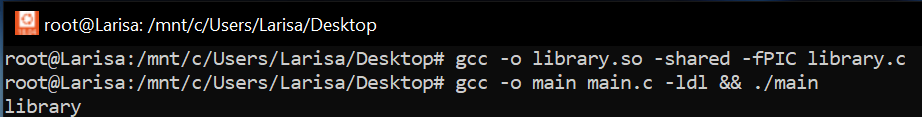 root@Larisa: /mnt/c/Users/Larisa/Desktop
root@Larisa:/mnt/c/Users/Larisa/Desktop# gcc -o library.so -shared -fPIC library.c
root@Larisa:/mnt/c/Users/Larisa/Desktop# gcc -o main main.c -ldl && ./main
library